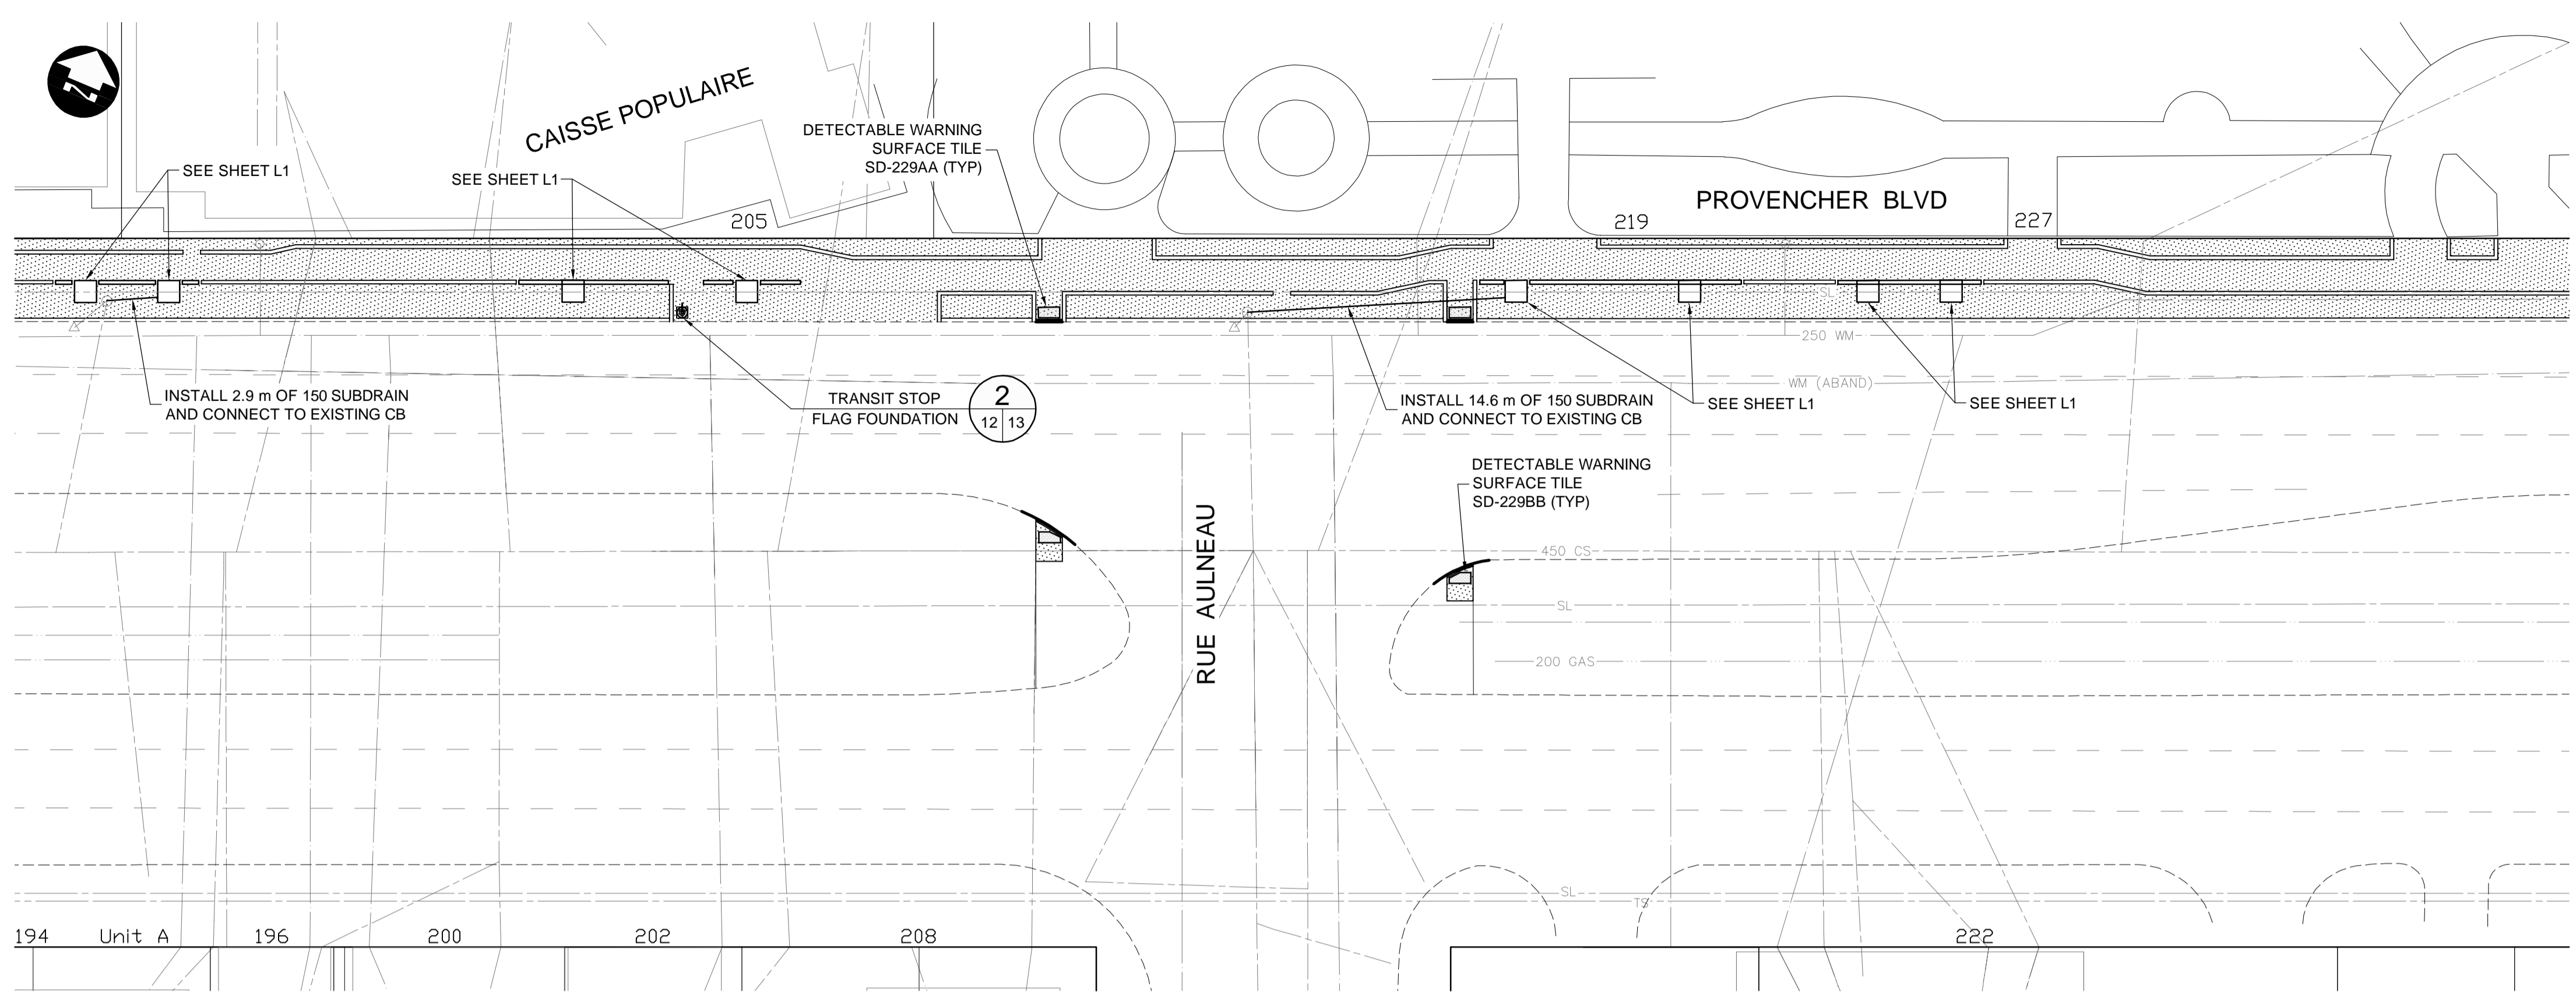 CAISSE POPULAIRE
DETECTABLE WARNING
SURFACE TILE
SD-229AA (TYP)
SEE SHEET L1
SEE SHEET L1
205
219
PROVENCHER BLVD
227
SL
250 WM
WM (ABAND)
INSTALL 2.9 m OF 150 SUBDRAIN
AND CONNECT TO EXISTING CB
TRANSIT STOP
FLAG FOUNDATION
2
12 13
INSTALL 14.6 m OF 150 SUBDRAIN
AND CONNECT TO EXISTING CB
SEE SHEET L1
SEE SHEET L1
DETECTABLE WARNING
SURFACE TILE
SD-229BB (TYP)
RUE AULNEAU
450 CS
SL
200 GAS
SL
TS
194 Unit A 196 200 202 208 222